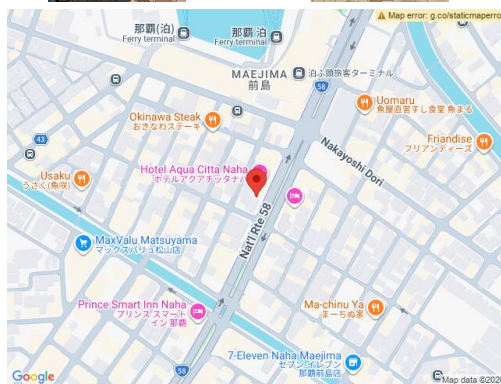 Map error: g.co/staticmaperro
那覇(泊)
Ferry terminal
那覇 泊
Ferry terminal
MAEJIMA
前島
泊ふ頭旅客ターミナル
58
Uomaru
魚屋直営すし食堂 魚まる
Okinawa Steak
おきなわステーキ
43
Friandise
フリアンディーズ
Nakayoshi Dori
Hotel Aqua Citta Naha
ホテルアクアチッタナハ
Usaku
うさく(魚咲)
Nat'l Rte 58
MaxValu Matsuyama
マックスバリュ松山店
Prince Smart Inn Naha
プリンス スマート
イン 那覇
Ma-chinu Ya
まーちぬ家
7-Eleven Naha Maejima
セブン-イレブン
那覇前島店
58
Google
Map data ©2025